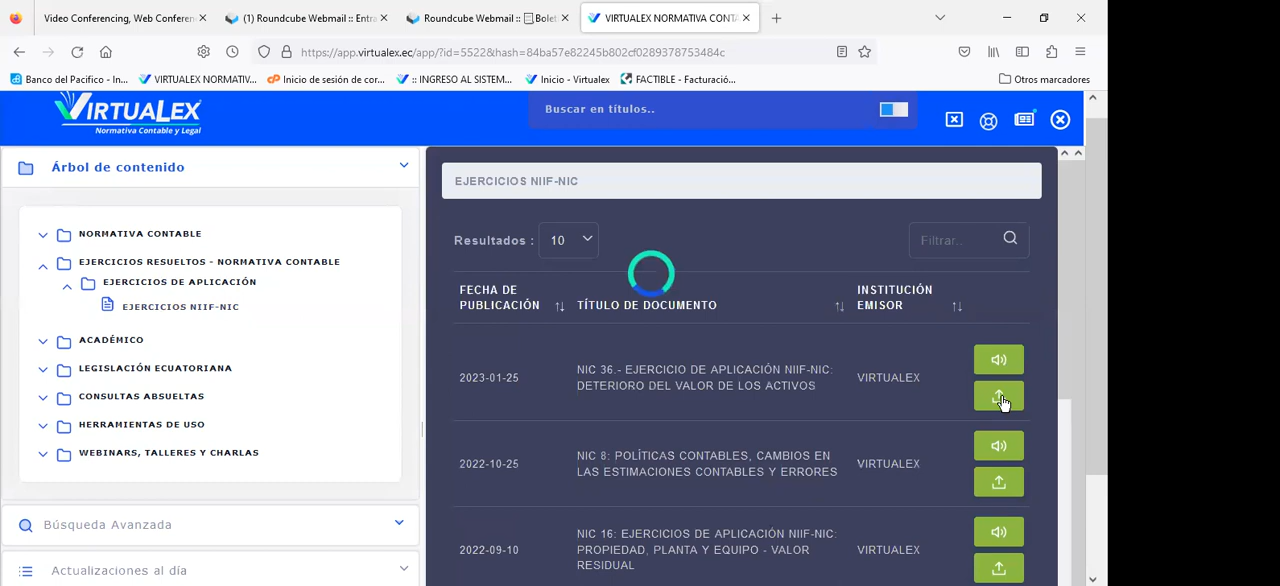 Video Conferencing, Web Conferen
(1) Roundcube Webmail :: Entra
Roundcube Webmail :: Bolet
VIRTUALEX NORMATIVA CONT
https://app.virtualex.ec/app/?id=5522&hash=84ba57e82245b802cf0289378753484c
Banco del Pacifico - In...
VIRTUALEX NORMATIV...
Inicio de sesión de cor...
:: INGRESO AL SISTEM...
Inicio - Virtualex
FACTIBLE - Facturació...
Otros marcadores
VIRTUALEX
Normativa Contable y Legal
Buscar en títulos..
Árbol de contenido
NORMATIVA CONTABLE
EJERCICIOS RESUELTOS - NORMATIVA CONTABLE
EJERCICIOS DE APLICACIÓN
EJERCICIOS NIIF-NIC
ACADÉMICO
LEGISLACIÓN ECUATORIANA
CONSULTAS ABSUELTAS
HERRAMIENTAS DE USO
WEBINARS, TALLERES Y CHARLAS
Búsqueda Avanzada
Actualizaciones al día
EJERCICIOS NIIF-NIC
Resultados : 10
Filtrar..
FECHA DE
PUBLICACIÓN
TÍTULO DE DOCUMENTO
INSTITUCIÓN
EMISOR
2023-01-25
NIC 36.- EJERCICIO DE APLICACIÓN NIIF-NIC:
DETERIORO DEL VALOR DE LOS ACTIVOS
VIRTUALEX
2022-10-25
NIC 8: POLÍTICAS CONTABLES, CAMBIOS EN
LAS ESTIMACIONES CONTABLES Y ERRORES
VIRTUALEX
2022-09-10
NIC 16: EJERCICIOS DE APLICACIÓN NIIF-NIC:
PROPIEDAD, PLANTA Y EQUIPO - VALOR
RESIDUAL
VIRTUALEX